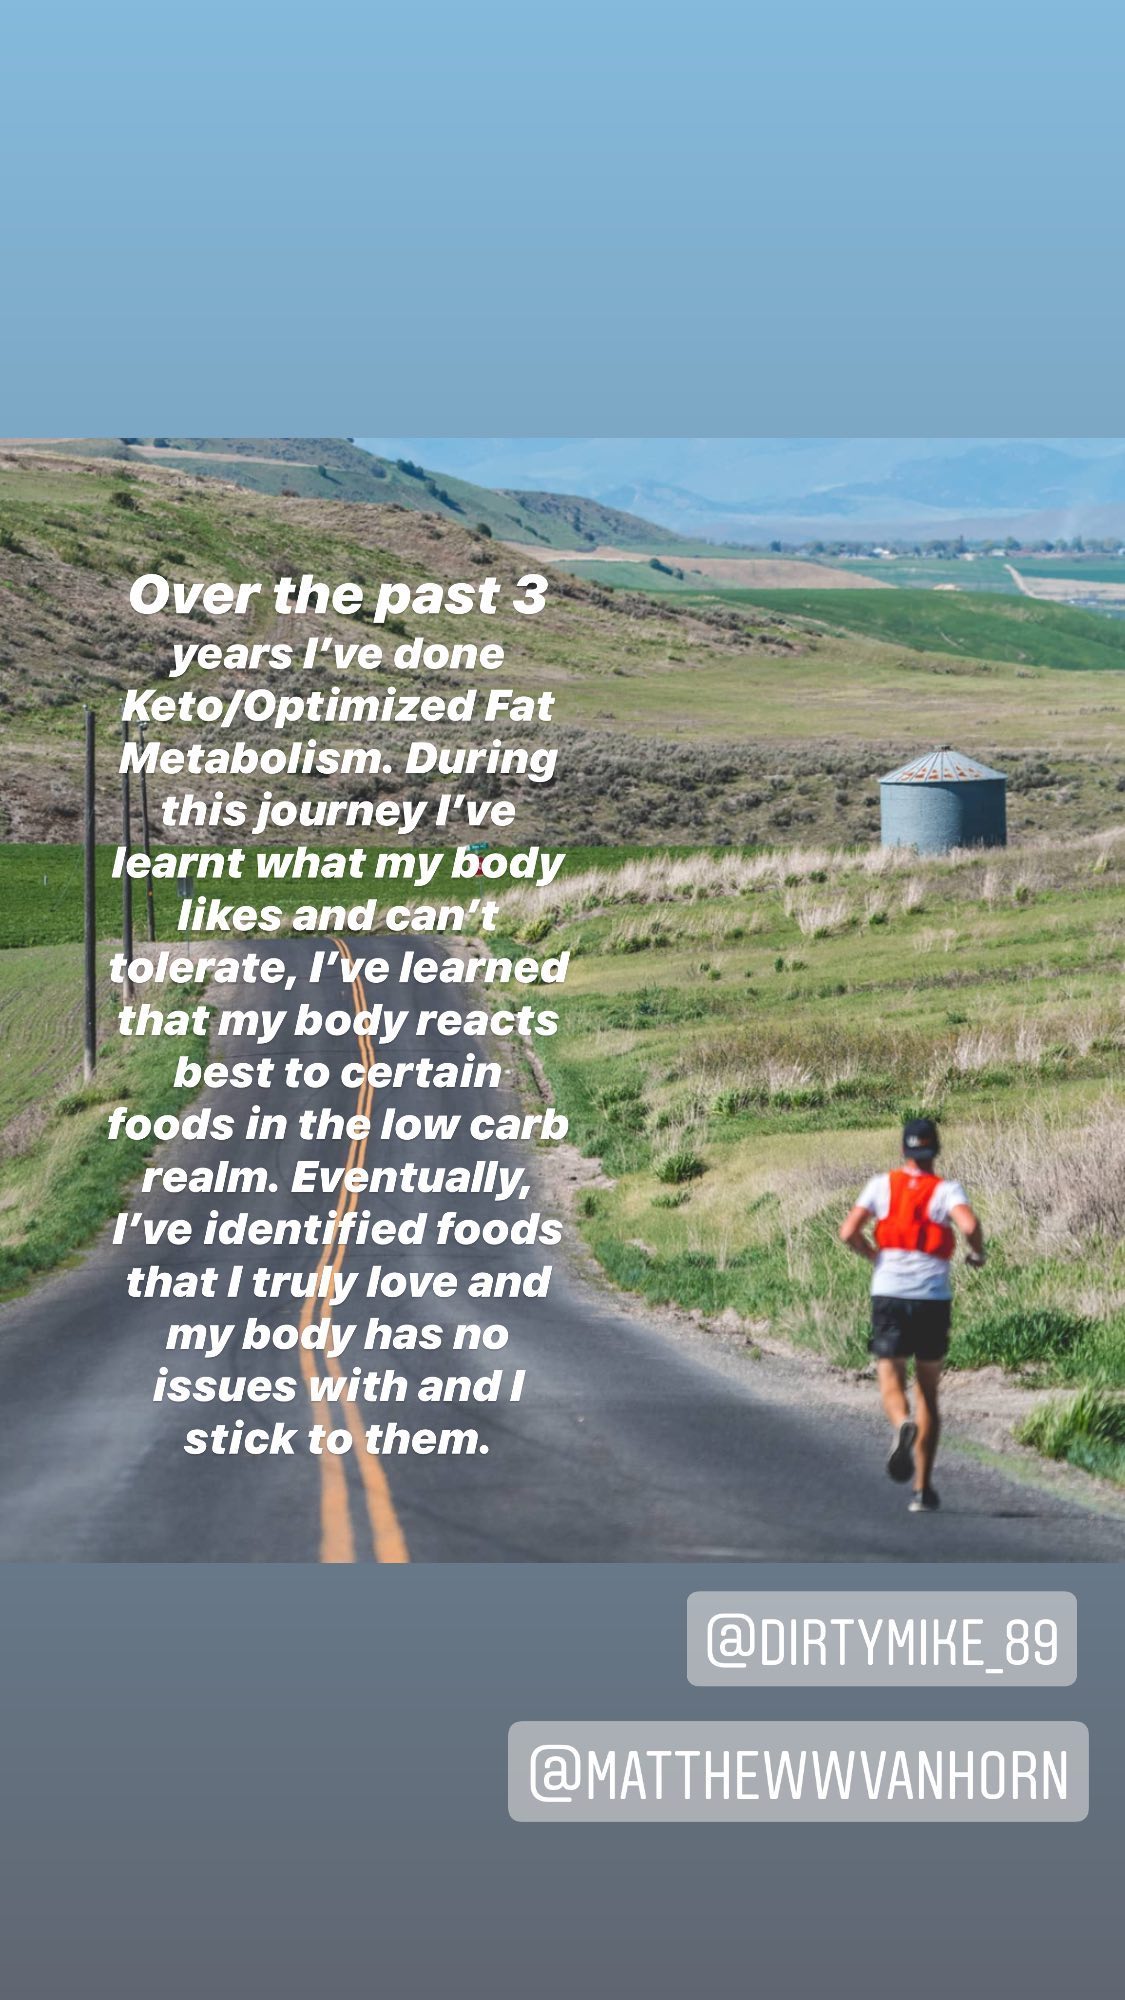 Over the past 3
years I've done
Keto/Optimized Fat
Metabolism. During
this journey I've
learnt what my body
likes and can't
tolerate, I've learned
that my body reacts
best to certain
foods in the low carb
realm. Eventually,
I've identified foods
that I truly love and
my body has no
issues with and I
stick to them.
@DIRTYMIKE_89
@MATTHEWWVANHORN